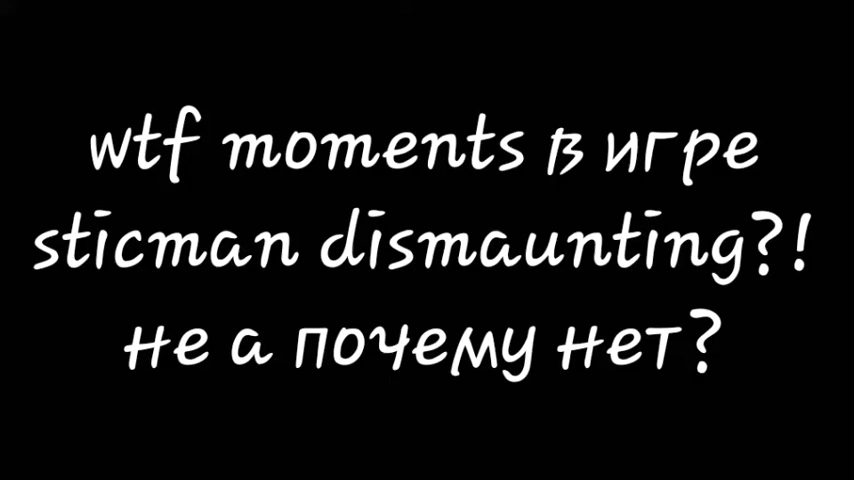 wtf moments в игре
sticman dismaunting?!
не а почему нет?